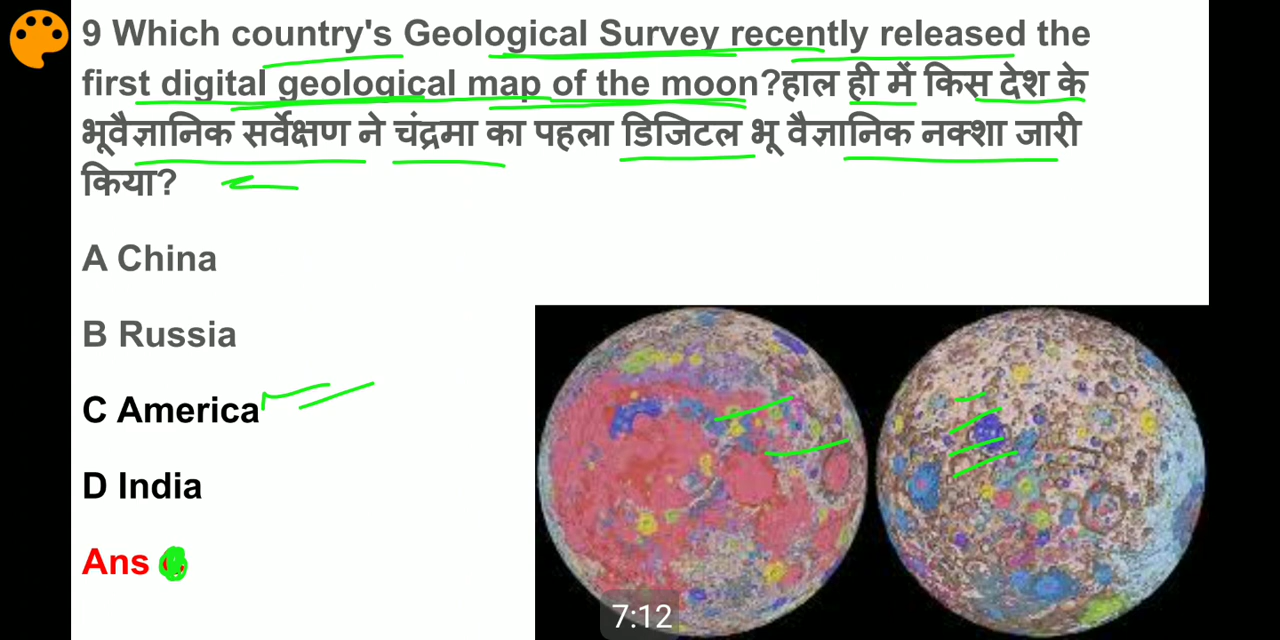 9 Which country's Geological Survey recently released the
first digital geological map of the moon?हाल ही में किस देश के
भूवैज्ञानिक सर्वेक्षण ने चंद्रमा का पहला डिजिटल भू वैज्ञानिक नक्शा जारी
किया?
A China
B Russia
C America
D India
Ans
7:12